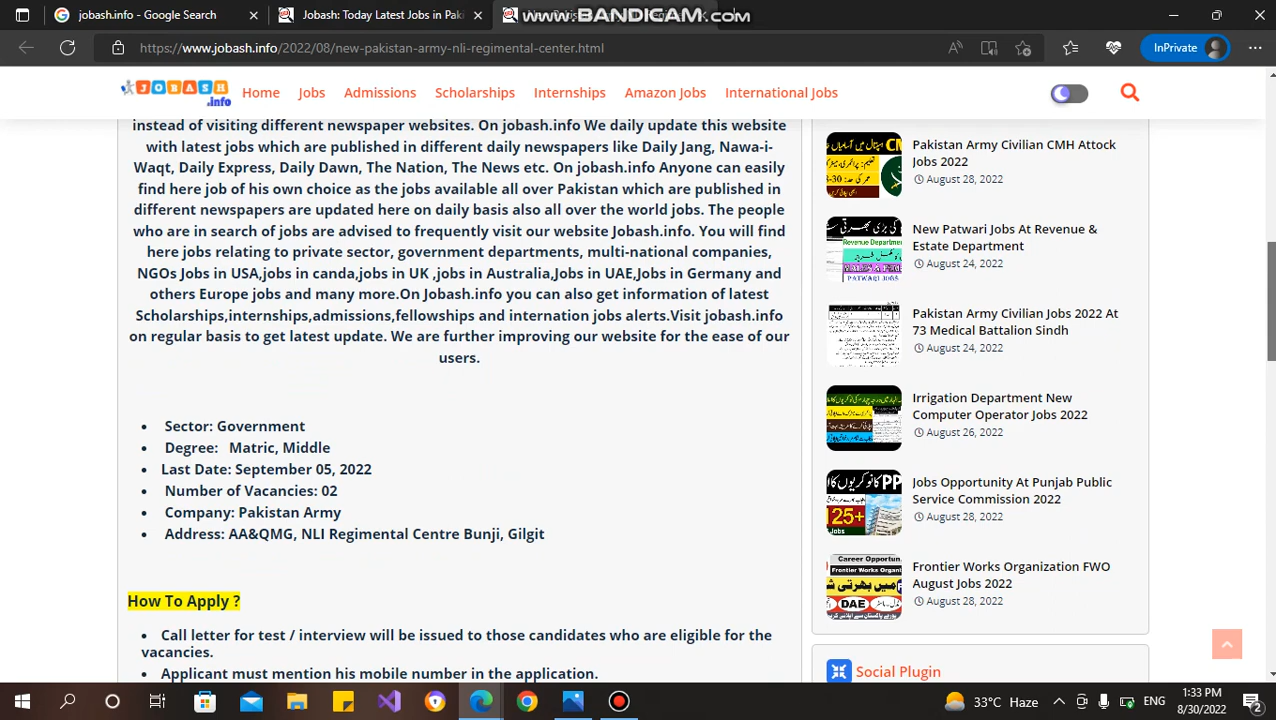 jobash.info - Google Search
Jobash: Today Latest Jobs in Paki
www.BANDICAM.com
https://www.jobash.info/2022/08/new-pakistan-army-nli-regimental-center.html
InPrivate
JOBASH
.info
Home
Jobs
Admissions
Scholarships
Internships
Amazon Jobs
International Jobs
instead of visiting different newspaper websites. On jobash.info We daily update this website
with latest jobs which are published in different daily newspapers like Daily Jang, Nawa-i-
Waqt, Daily Express, Daily Dawn, The Nation, The News etc. On jobash.info Anyone can easily
find here job of his own choice as the jobs available all over Pakistan which are published in
different newspapers are updated here on daily basis also all over the world jobs. The people
who are in search of jobs are advised to frequently visit our website Jobash.info. You will find
here jobs relating to private sector, government departments, multi-national companies,
NGOs Jobs in USA,jobs in canda,jobs in UK ,jobs in Australia,Jobs in UAE,Jobs in Germany and
others Europe jobs and many more.On Jobash.info you can also get information of latest
Scholarships,internships,admissions,fellowships and internation jobs alerts.Visit jobash.info
on regular basis to get latest update. We are further improving our website for the ease of our
users.
Sector: Government
Degree: Matric, Middle
Last Date: September 05, 2022
Number of Vacancies: 02
Company: Pakistan Army
Address: AA&QMG, NLI Regimental Centre Bunji, Gilgit
How To Apply ?
Call letter for test / interview will be issued to those candidates who are eligible for the
vacancies.
Applicant must mention his mobile number in the application.
Pakistan Army Civilian CMH Attock
Jobs 2022
August 28, 2022
New Patwari Jobs At Revenue &
Estate Department
August 24, 2022
Pakistan Army Civilian Jobs 2022 At
73 Medical Battalion Sindh
August 24, 2022
Irrigation Department New
Computer Operator Jobs 2022
August 26, 2022
25+
Jobs
Jobs Opportunity At Punjab Public
Service Commission 2022
August 28, 2022
Career Opportun
Frontier Works Organiz
DAE
Frontier Works Organization FWO
August Jobs 2022
August 28, 2022
Social Plugin
33°C Haze
ENG
1:33 PM
8/30/2022
2